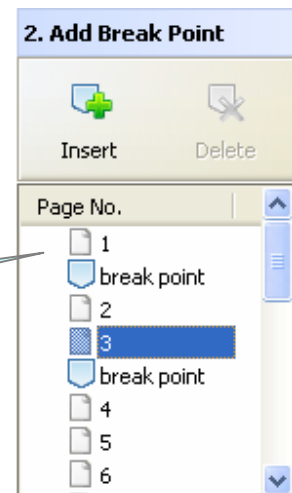 2. Add Break Point
Insert Delete
Page No.
1
break point
2
3
break point
4
5
6